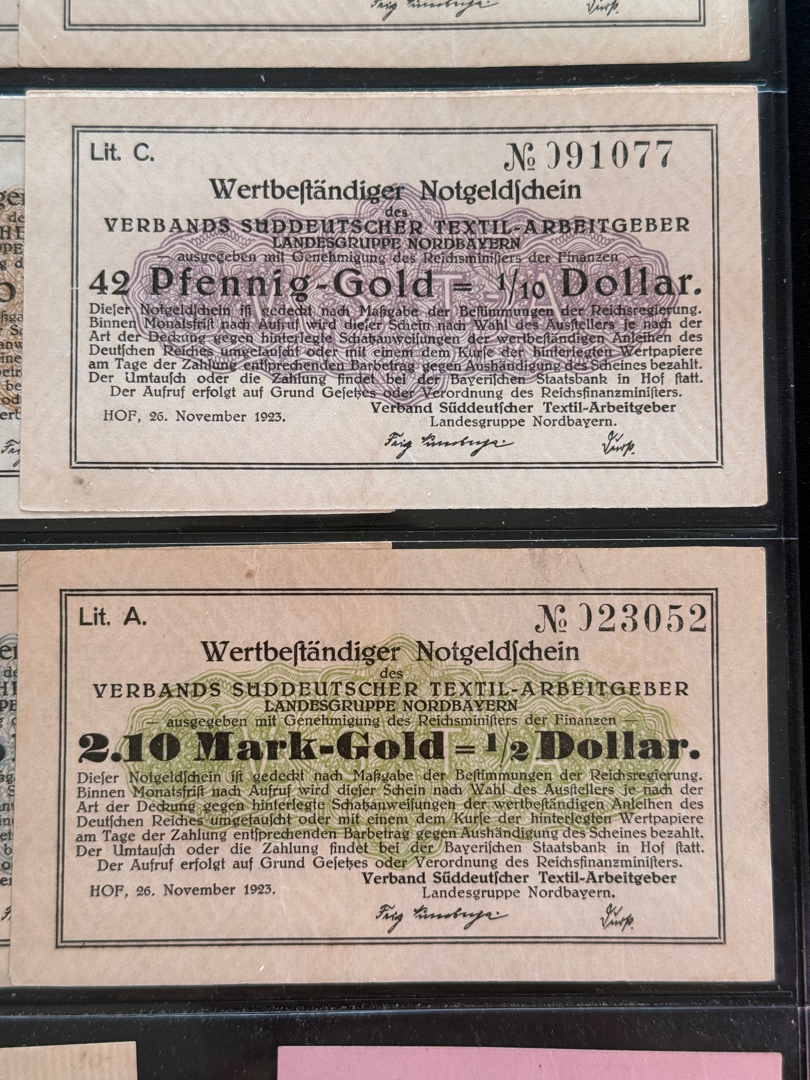 Lit. C.
№ 091077
Wertbeſtändiger Notgeldſchein
des
VERBANDS SÜDDEUTSCHER TEXTIL-ARBEITGEBER
LANDESGRUPPE NORDBAYERN
— ausgegeben mit Genehmigung des Reichsminiſters der Finanzen —
42 Pfennig-Gold = 1/10 Dollar.
Dieſer Notgeldſchein iſt gedeckt nach Maßgabe der Beſtimmungen der Reichsregierung.
Binnen Monatsfriſt nach Aufruf wird dieſer Schein nach Wahl des Ausſtellers je nach der
Art der Deckung gegen hinterlegte Schatzanweiſungen der wertbeſtändigen Anleihen des
Deutſchen Reiches umgetauſcht oder mit einem dem Kurſe der hinterlegten Wertpapiere
am Tage der Zahlung entſprechenden Barbetrag gegen Aushändigung des Scheines bezahlt.
Der Umtauſch oder die Zahlung findet bei der Bayeriſchen Staatsbank in Hof ſtatt.
Der Aufruf erfolgt auf Grund Geſetzes oder Verordnung des Reichsfinanzminiſters.
HOF, 26. November 1923.
Verband Süddeutſcher Textil-Arbeitgeber
Landesgruppe Nordbayern.
Lit. A.
№ 023052
Wertbeſtändiger Notgeldſchein
des
VERBANDS SÜDDEUTSCHER TEXTIL-ARBEITGEBER
LANDESGRUPPE NORDBAYERN
— ausgegeben mit Genehmigung des Reichsminiſters der Finanzen —
2.10 Mark-Gold = 1/2 Dollar.
Dieſer Notgeldſchein iſt gedeckt nach Maßgabe der Beſtimmungen der Reichsregierung.
Binnen Monatsfriſt nach Aufruf wird dieſer Schein nach Wahl des Ausſtellers je nach der
Art der Deckung gegen hinterlegte Schatzanweiſungen der wertbeſtändigen Anleihen des
Deutſchen Reiches umgetauſcht oder mit einem dem Kurſe der hinterlegten Wertpapiere
am Tage der Zahlung entſprechenden Barbetrag gegen Aushändigung des Scheines bezahlt.
Der Umtauſch oder die Zahlung findet bei der Bayeriſchen Staatsbank in Hof ſtatt.
Der Aufruf erfolgt auf Grund Geſetzes oder Verordnung des Reichsfinanzminiſters.
HOF, 26. November 1923.
Verband Süddeutſcher Textil-Arbeitgeber
Landesgruppe Nordbayern.